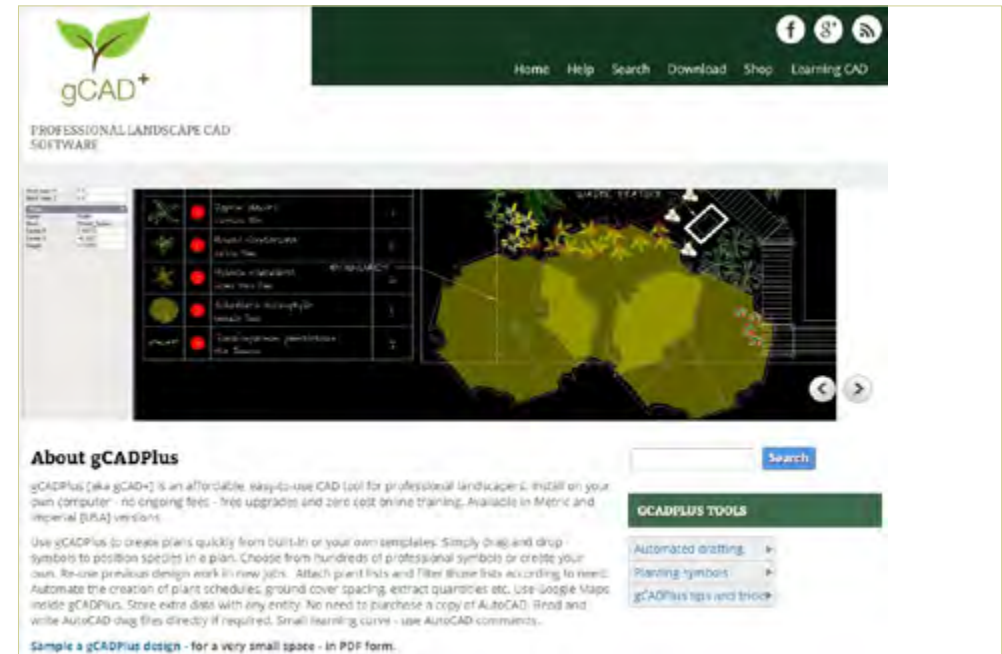 Home Help Search Download Shop Learning CAD
gCAD+
PROFESSIONAL LANDSCAPE CAD
SOFTWARE
About gCADPlus
Search
gCADPlus [aka gCAD+] is an affordable, easy-to-use CAD tool for professional landscapers. Install on your
own computer - no ongoing fees - free upgrades and zero cost online training. Available in Metric and
Imperial [USA] versions.
Use gCADPlus to create plans quickly from built-in or your own templates. Simply drag and drop
symbols to position species in a plan. Choose from hundreds of professional symbols or create your
own. Re-use previous design work in new jobs. Attach plant lists and filter those lists according to need.
Automate the creation of plant schedules, ground cover spacing, extract quantities etc. Use Google Maps
inside gCADPlus. Store extra data with any entity. No need to purchase a copy of AutoCAD. Read and
write AutoCAD dwg files directly if required. Small learning curve - use AutoCAD commands.
Sample a gCADPlus design - for a very small space - in PDF form.
GCADPLUS TOOLS
Automated drafting
Planting symbols
gCADPlus tips and tricks